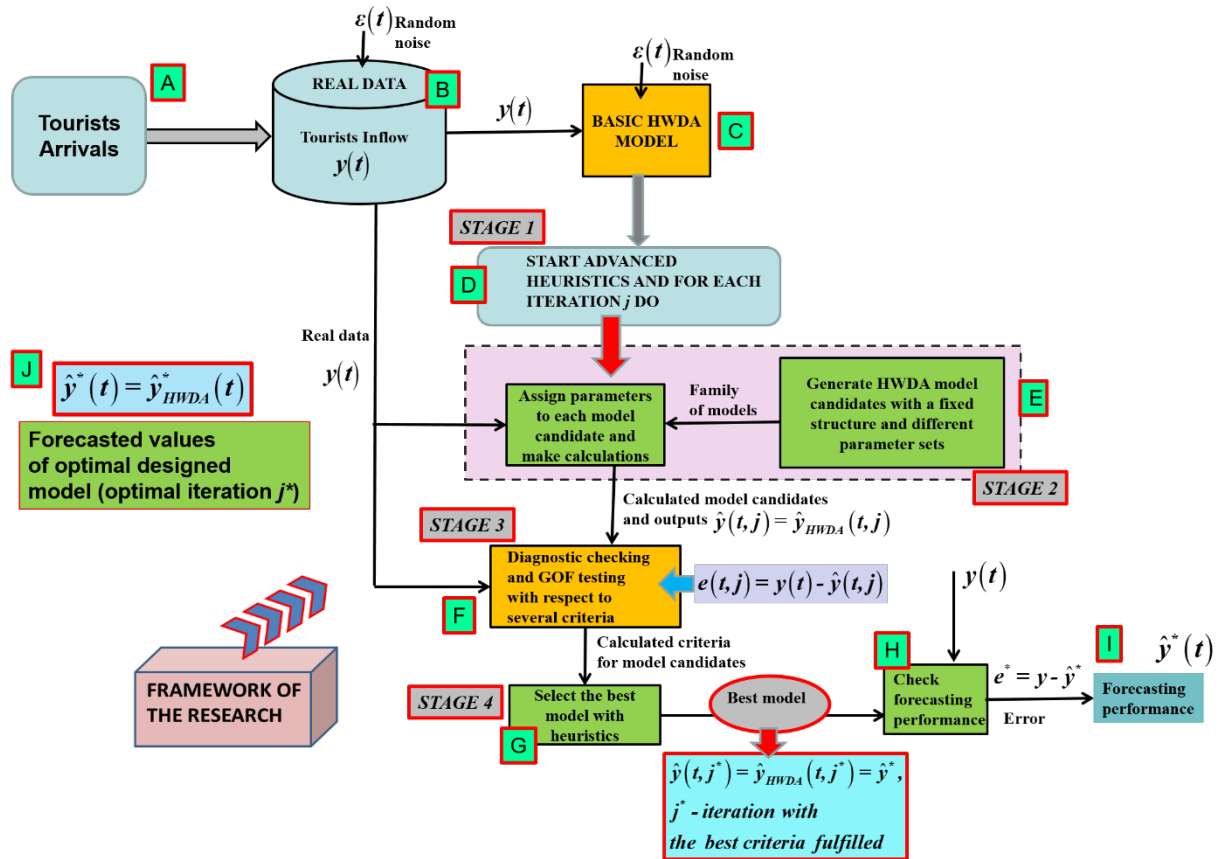 ε(t) Random
noise
A
REAL DATA
B
Tourists
Arrivals
Tourists Inflow
y(t)
y(t)
ε(t) Random
noise
BASIC HWDA
MODEL
C
STAGE 1
D
START ADVANCED
HEURISTICS AND FOR EACH
ITERATION j DO
Real data
y(t)
J
ŷ*(t) = ŷ*HWDA(t)
Forecasted values
of optimal designed
model (optimal iteration j*)
Assign parameters
to each model
candidate and
make calculations
Family
of models
Generate HWDA model
candidates with a fixed
structure and different
parameter sets
E
STAGE 2
Calculated model candidates
and outputs ŷ(t,j) = ŷHWDA(t,j)
STAGE 3
Diagnostic checking
and GOF testing
with respect to
several criteria
e(t,j) = y(t) - ŷ(t,j)
F
Calculated criteria
for model candidates
STAGE 4
Select the best
model with
heuristics
G
Best model
ŷ(t,j*) = ŷHWDA(t,j*) = ŷ*,
j* - iteration with
the best criteria fulfilled
y(t)
H
Check
forecasting
performance
e* = y - ŷ*
Error
I
ŷ*(t)
Forecasting
performance
FRAMEWORK OF
THE RESEARCH